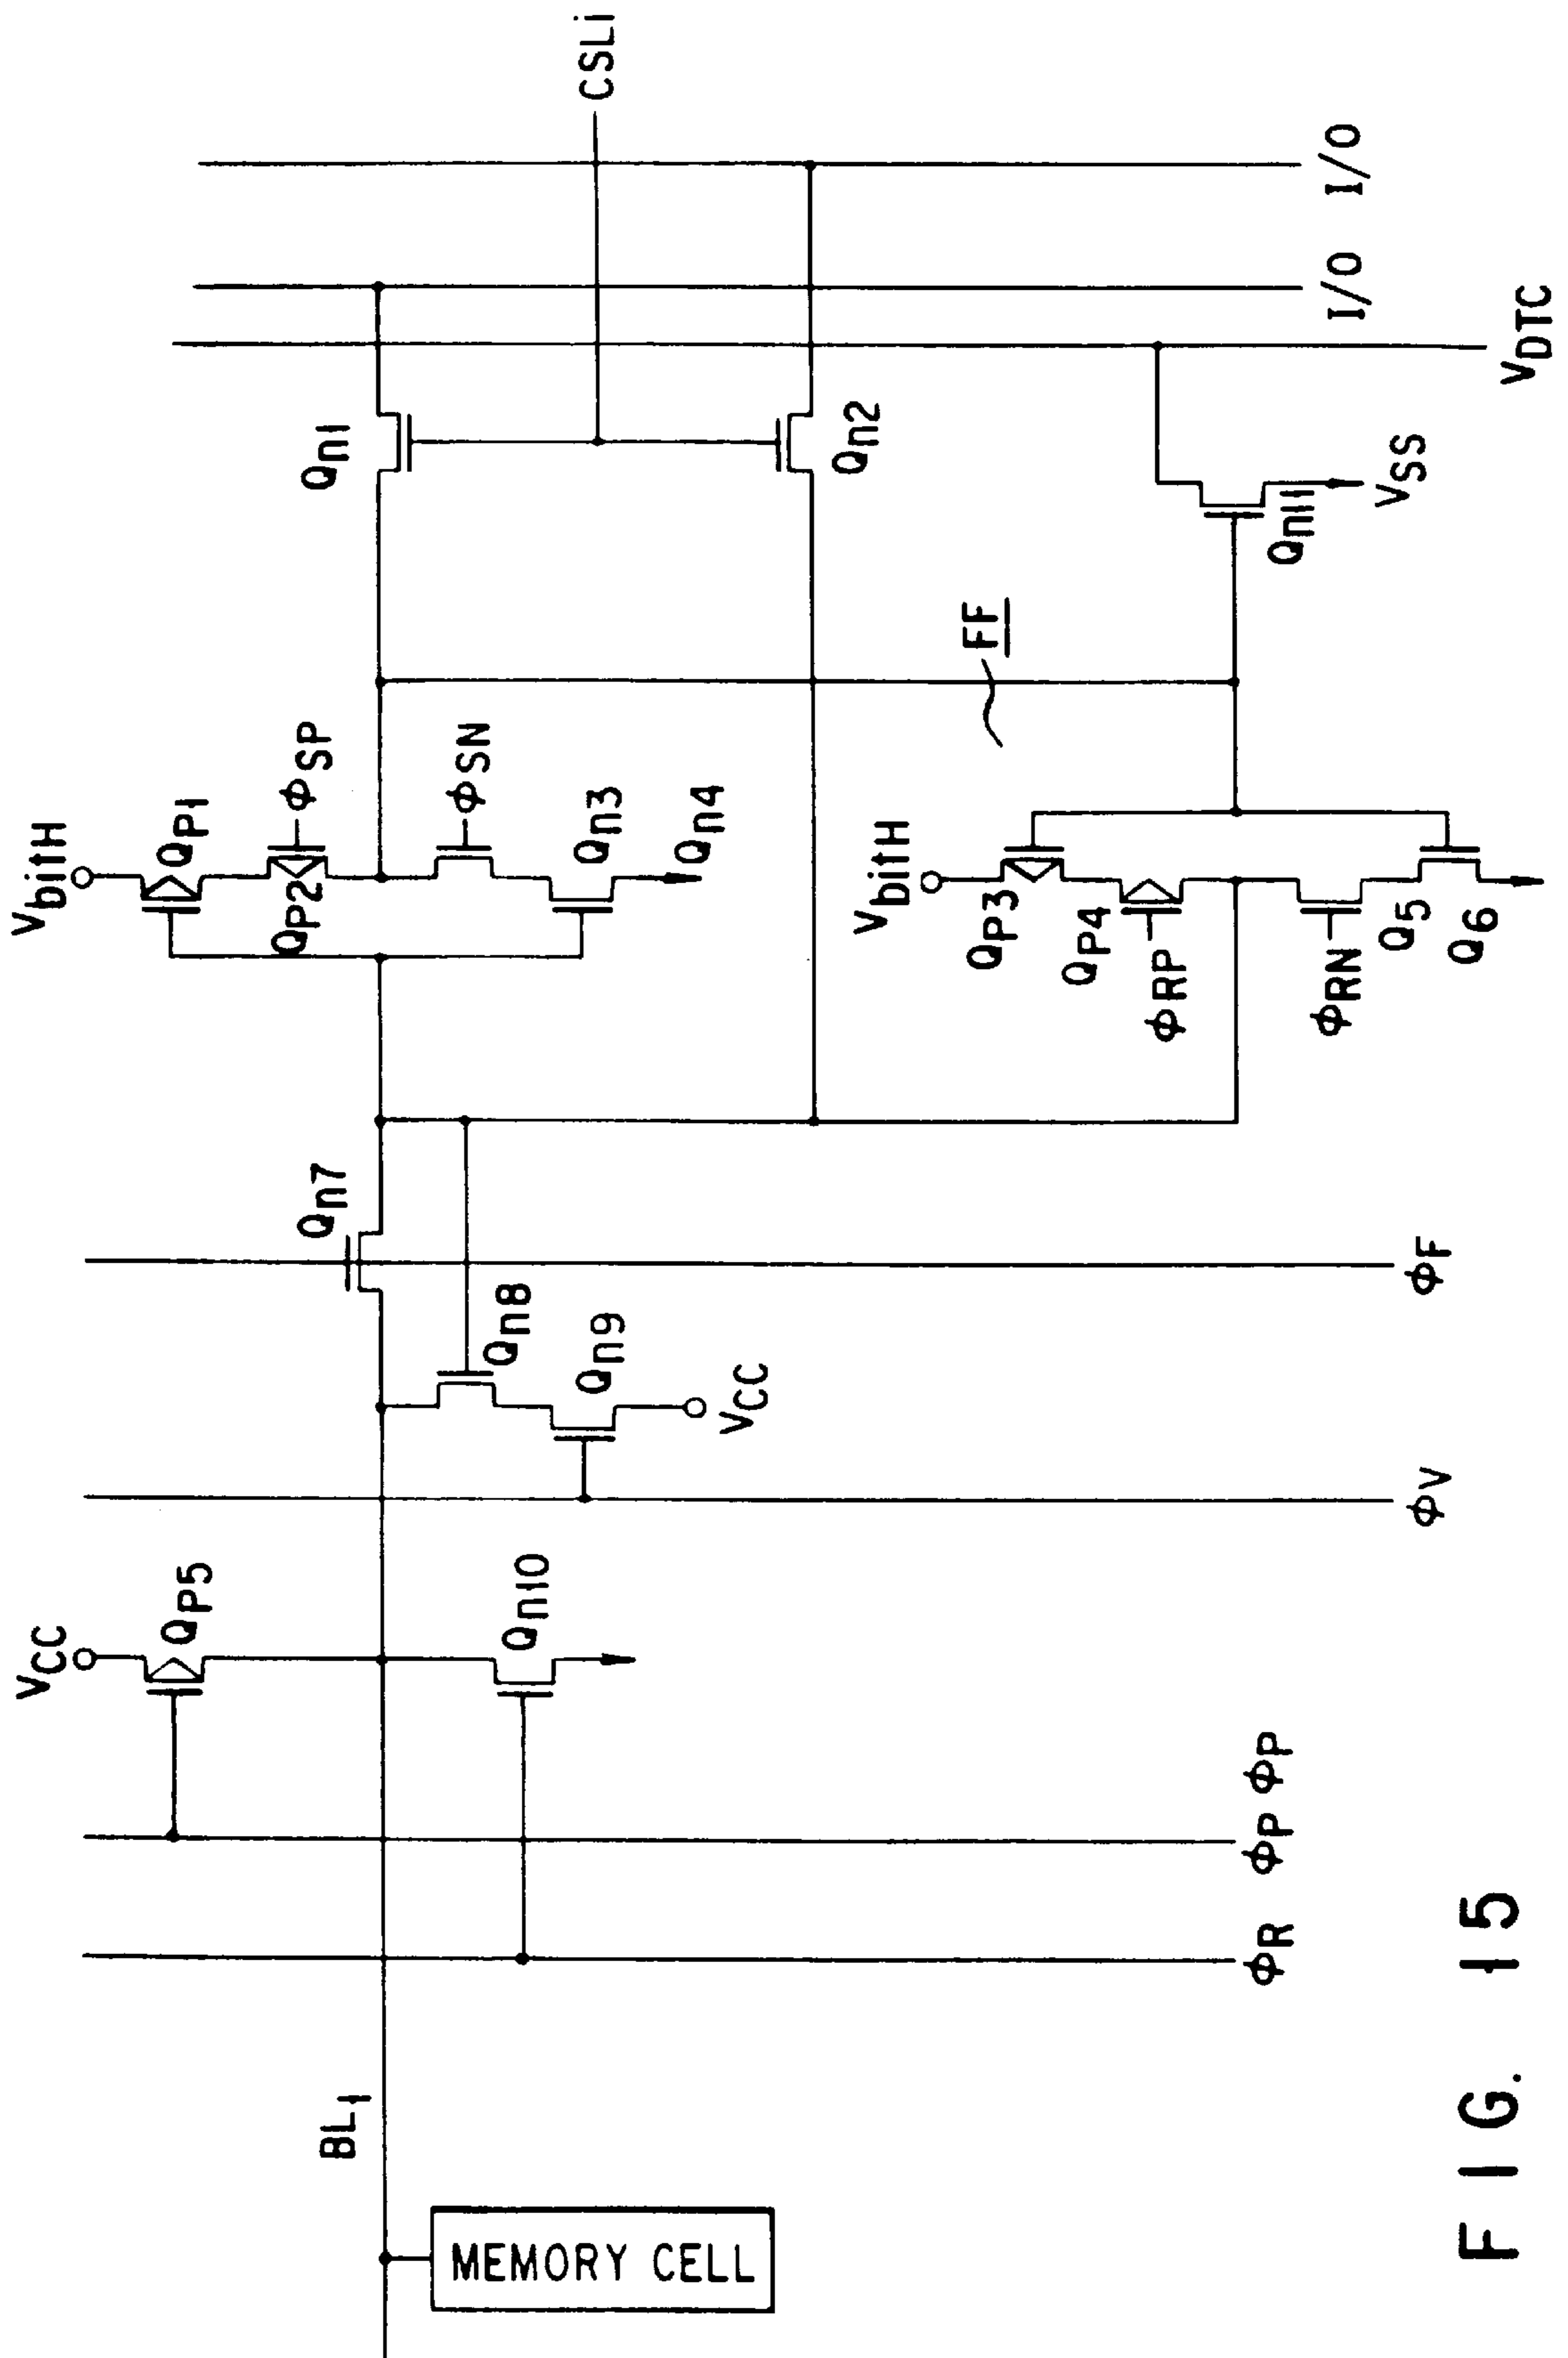 VCC
QP5
Qn10
BL1
MEMORY CELL
ΦR
ΦP
ΦP
ΦV
ΦF
Qn7
Qn8
Qn9
VCC
VbitH
QP1
QP2
ΦSP
ΦSN
Qn3
Qn4
VbitH
QP3
QP4
ΦRP
ΦRN
Q5
Q6
FF
Qn1
Qn2
Qn11
VSS
CSLi
VDTC
I/O
I/O
FIG. 15